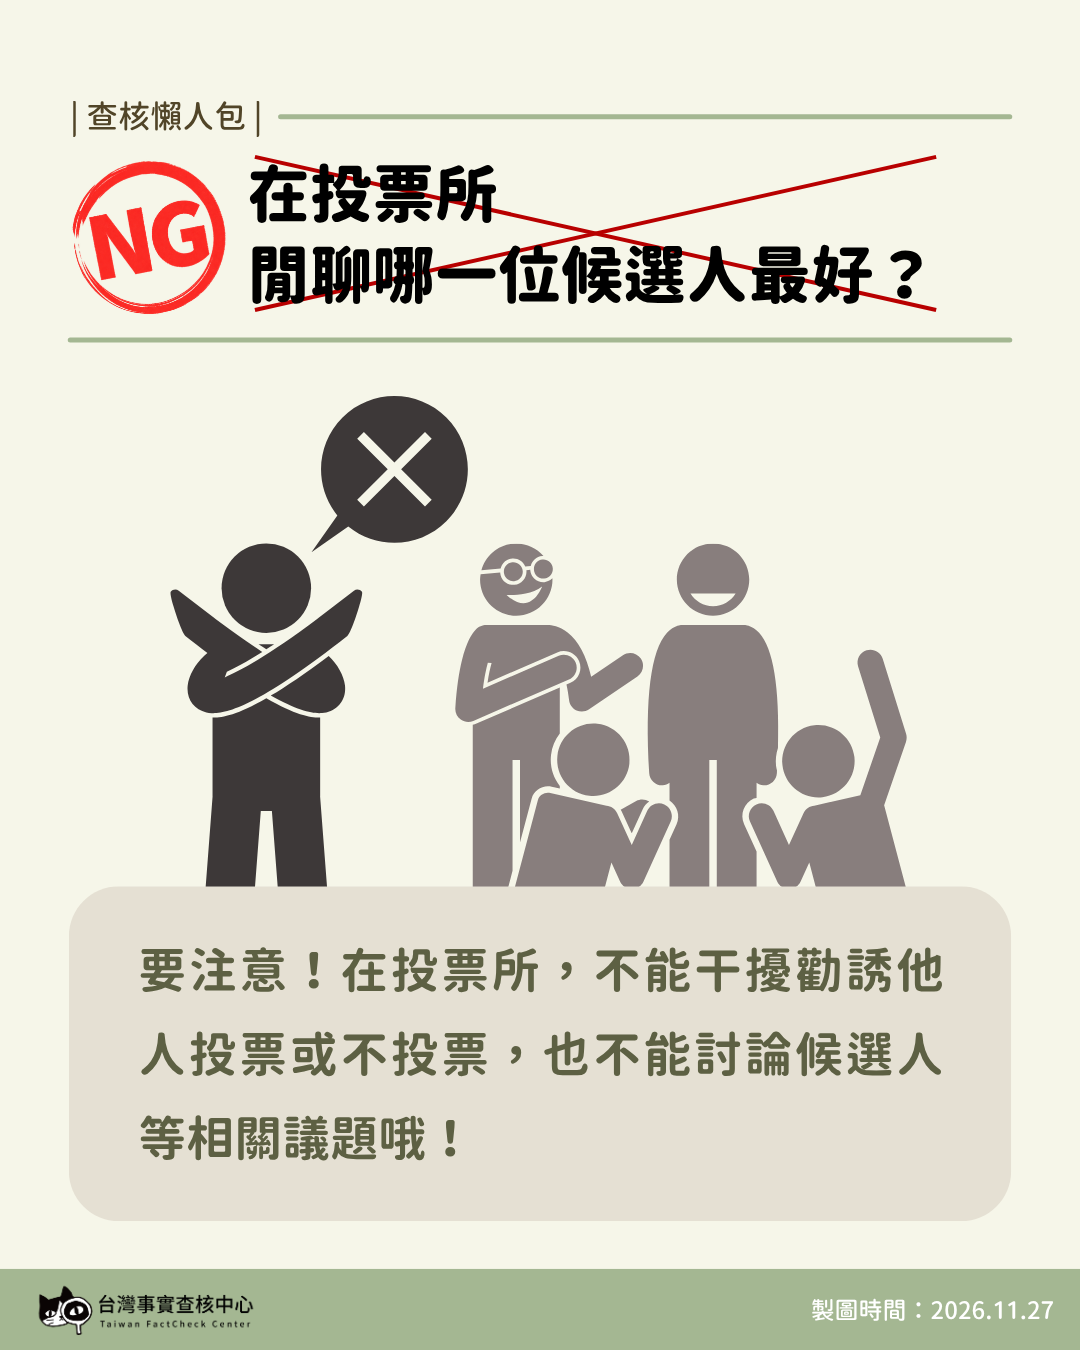 | 查核懶人包 |
NG
在投票所
閒聊哪一位候選人最好？
要注意！在投票所，不能干擾勸誘他
人投票或不投票，也不能討論候選人
等相關議題哦！
台灣事實查核中心
Taiwan FactCheck Center
製圖時間：2026.11.27